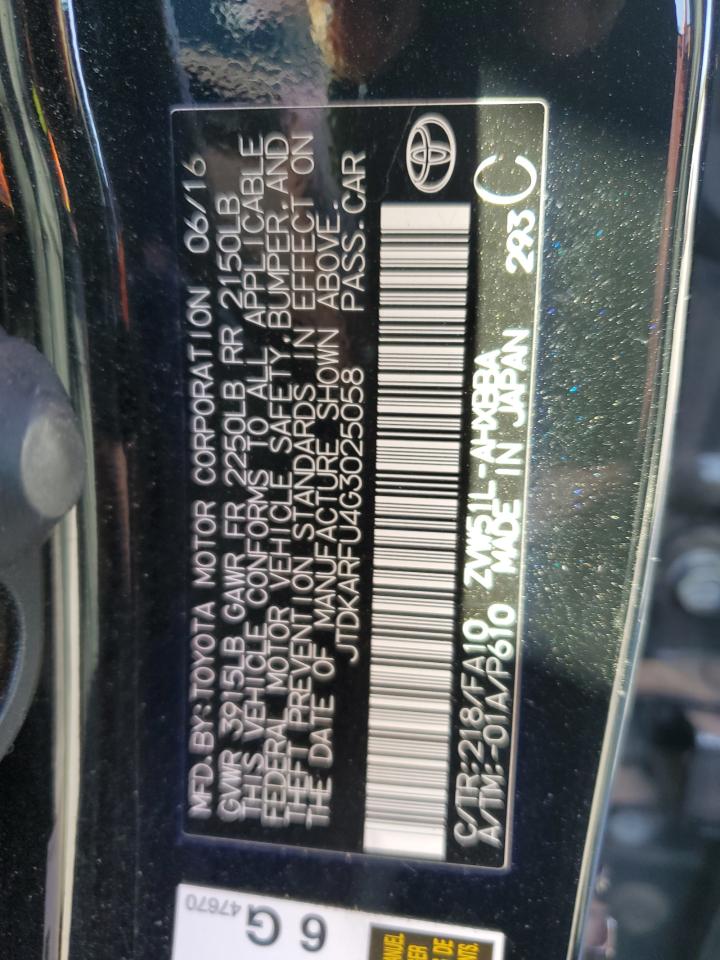 MFD.BY:TOYOTA MOTOR CORPORATION 06/16
GVWR 3915LB GAWR FR 2250LB RR 2150LB
THIS VEHICLE CONFORMS TO ALL APPLICABLE
FEDERAL MOTOR VEHICLE SAFETY,BUMPER,AND
THEFT PREVENTION STANDARDS IN EFFECT ON
THE DATE OF MANUFACTURE SHOWN ABOVE.
JTDKARFU4G3025058 PASS.CAR
C/TR:218/FA10 ZVW51L-AHXBBA
A/TM:-01A/P610 MADE IN JAPAN 293 C
47670
6 G